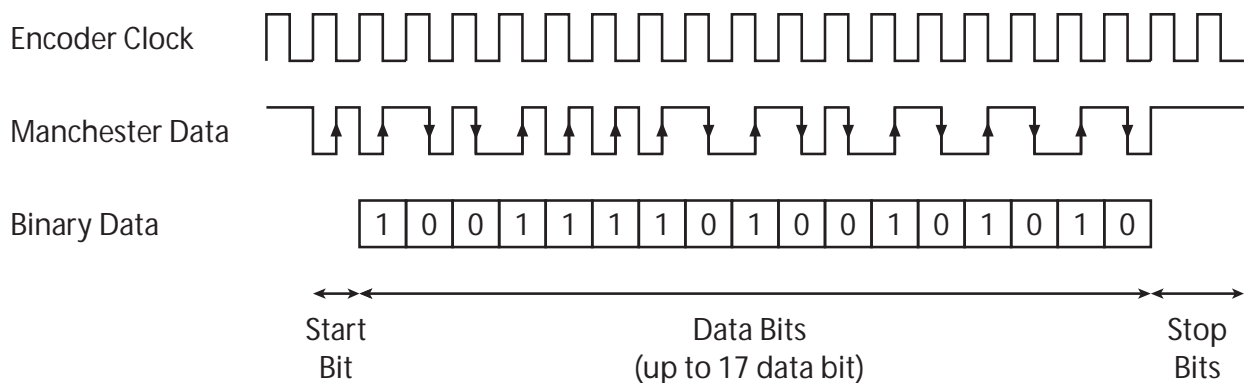 Encoder Clock
Manchester Data
Binary Data
1 0 0 1 1 1 1 0 1 0 0 1 0 1 0 1 0
Start
Bit
Data Bits
(up to 17 data bit)
Stop
Bits